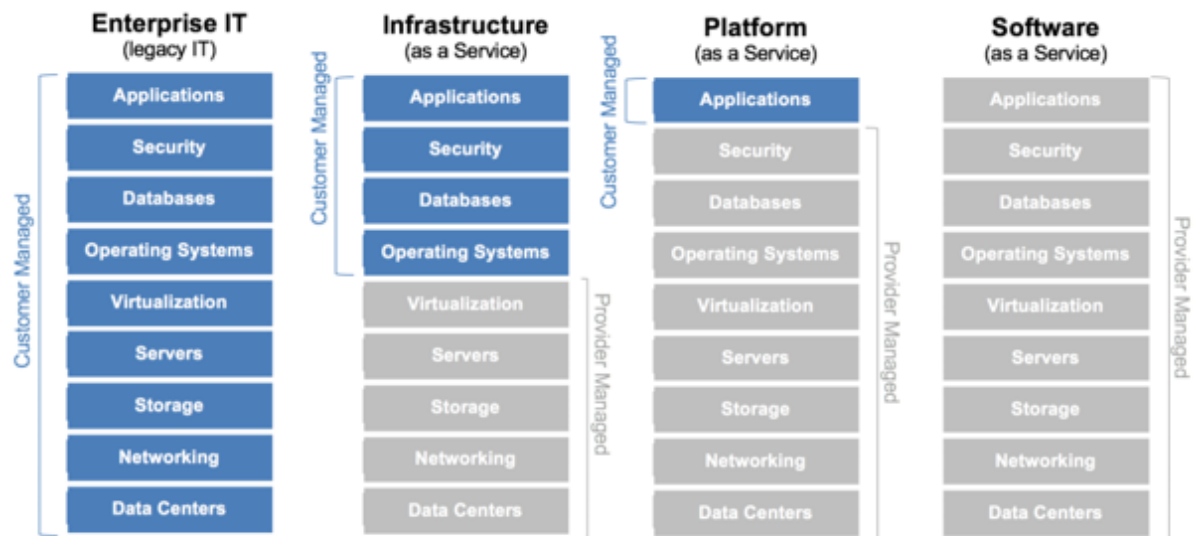 Enterprise IT
(legacy IT)
Customer Managed
Applications
Security
Databases
Operating Systems
Virtualization
Servers
Storage
Networking
Data Centers
Infrastructure
(as a Service)
Customer Managed
Applications
Security
Databases
Operating Systems
Virtualization
Servers
Storage
Networking
Data Centers
Provider Managed
Platform
(as a Service)
Customer Managed
Applications
Security
Databases
Operating Systems
Virtualization
Servers
Storage
Networking
Data Centers
Provider Managed
Software
(as a Service)
Applications
Security
Databases
Operating Systems
Virtualization
Servers
Storage
Networking
Data Centers
Provider Managed